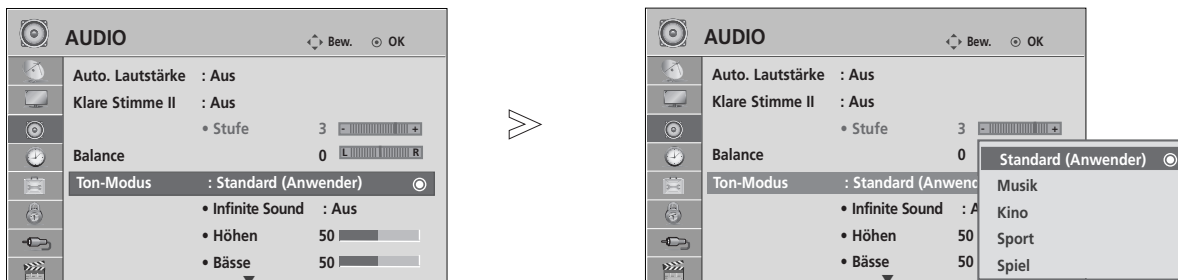 AUDIO Bew. OK
Auto. Lautstärke : Aus
Klare Stimme II : Aus
• Stufe 3 - +
Balance 0 L R
Ton-Modus : Standard (Anwender)
• Infinite Sound : Aus
• Höhen 50
• Bässe 50
>
AUDIO Bew. OK
Auto. Lautstärke : Aus
Klare Stimme II : Aus
• Stufe 3 - +
Balance 0
Ton-Modus : Standard (Anwend
• Infinite Sound : A
• Höhen 50
• Bässe 50
Standard (Anwender)
Musik
Kino
Sport
Spiel